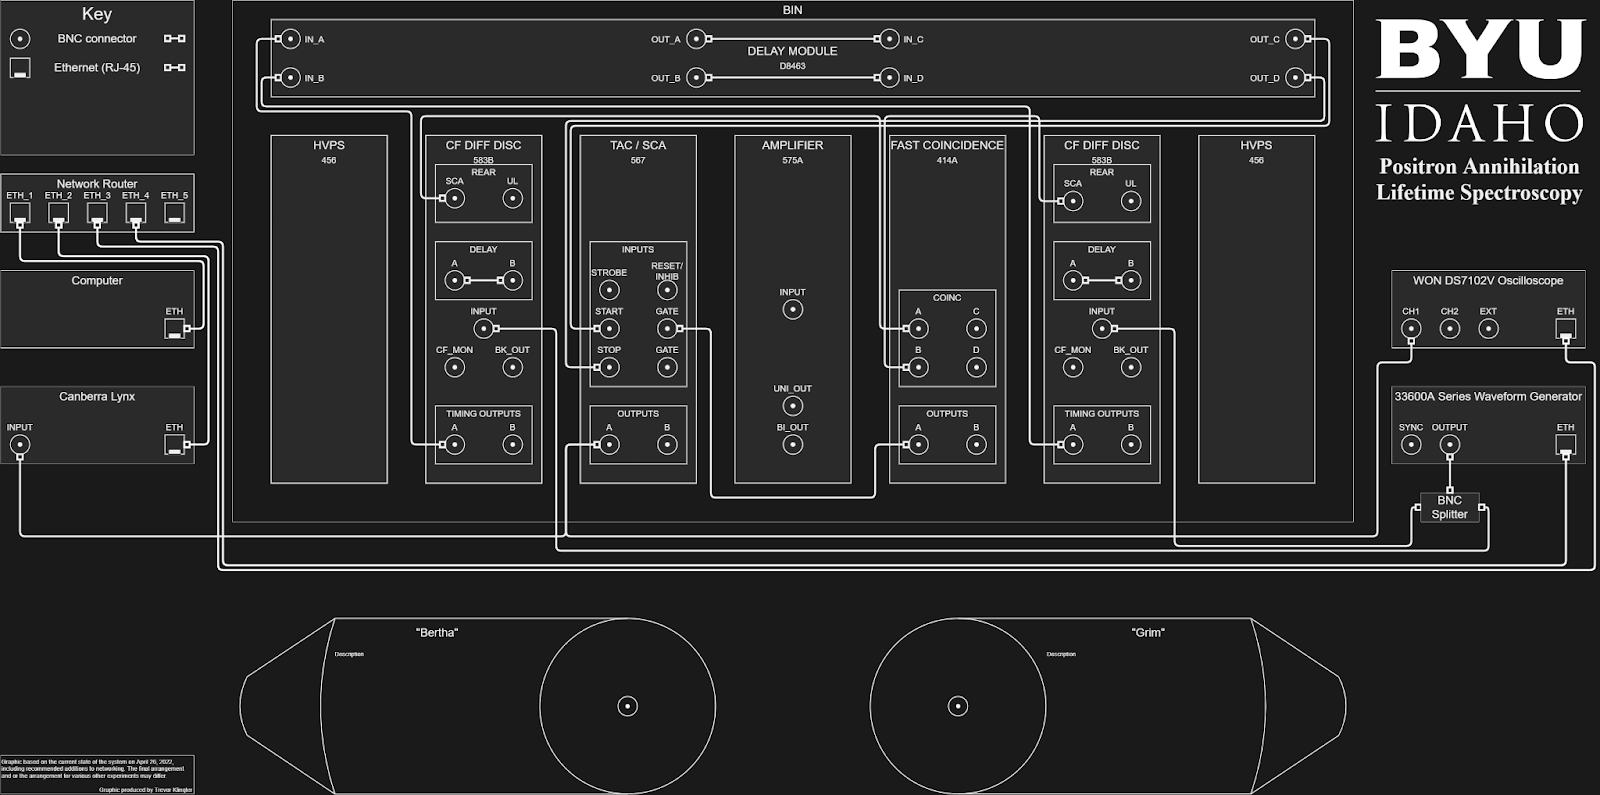 Key
BNC connector
Ethernet (RJ-45)
Network Router
ETH_1 ETH_2 ETH_3 ETH_4 ETH_5
Computer
ETH
Canberra Lynx
INPUT ETH
BIN
IN_A OUT_A IN_C OUT_C
DELAY MODULE
D8463
IN_B OUT_B IN_D OUT_D
HVPS
456
CF DIFF DISC
583B
REAR
SCA UL
DELAY
A B
INPUT
CF_MON BK_OUT
TIMING OUTPUTS
A B
TAC / SCA
567
INPUTS
STROBE RESET/
INHIB
START GATE
STOP GATE
OUTPUTS
A B
AMPLIFIER
575A
INPUT
UNI_OUT
BI_OUT
FAST COINCIDENCE
414A
COINC
A C
B D
OUTPUTS
A B
CF DIFF DISC
583B
REAR
SCA UL
DELAY
A B
INPUT
CF_MON BK_OUT
TIMING OUTPUTS
A B
HVPS
456
BYU
IDAHO
Positron Annihilation
Lifetime Spectroscopy
WON DS7102V Oscilloscope
CH1 CH2 EXT ETH
33600A Series Waveform Generator
SYNC OUTPUT ETH
BNC
Splitter
"Bertha"
Description
"Grim"
Description
Graphic based on the current state of the system on April 26, 2022,
including recommended additions to networking. The final arrangement
and or the arrangement for various other experiments may differ.
Graphic produced by Trevor Klingler